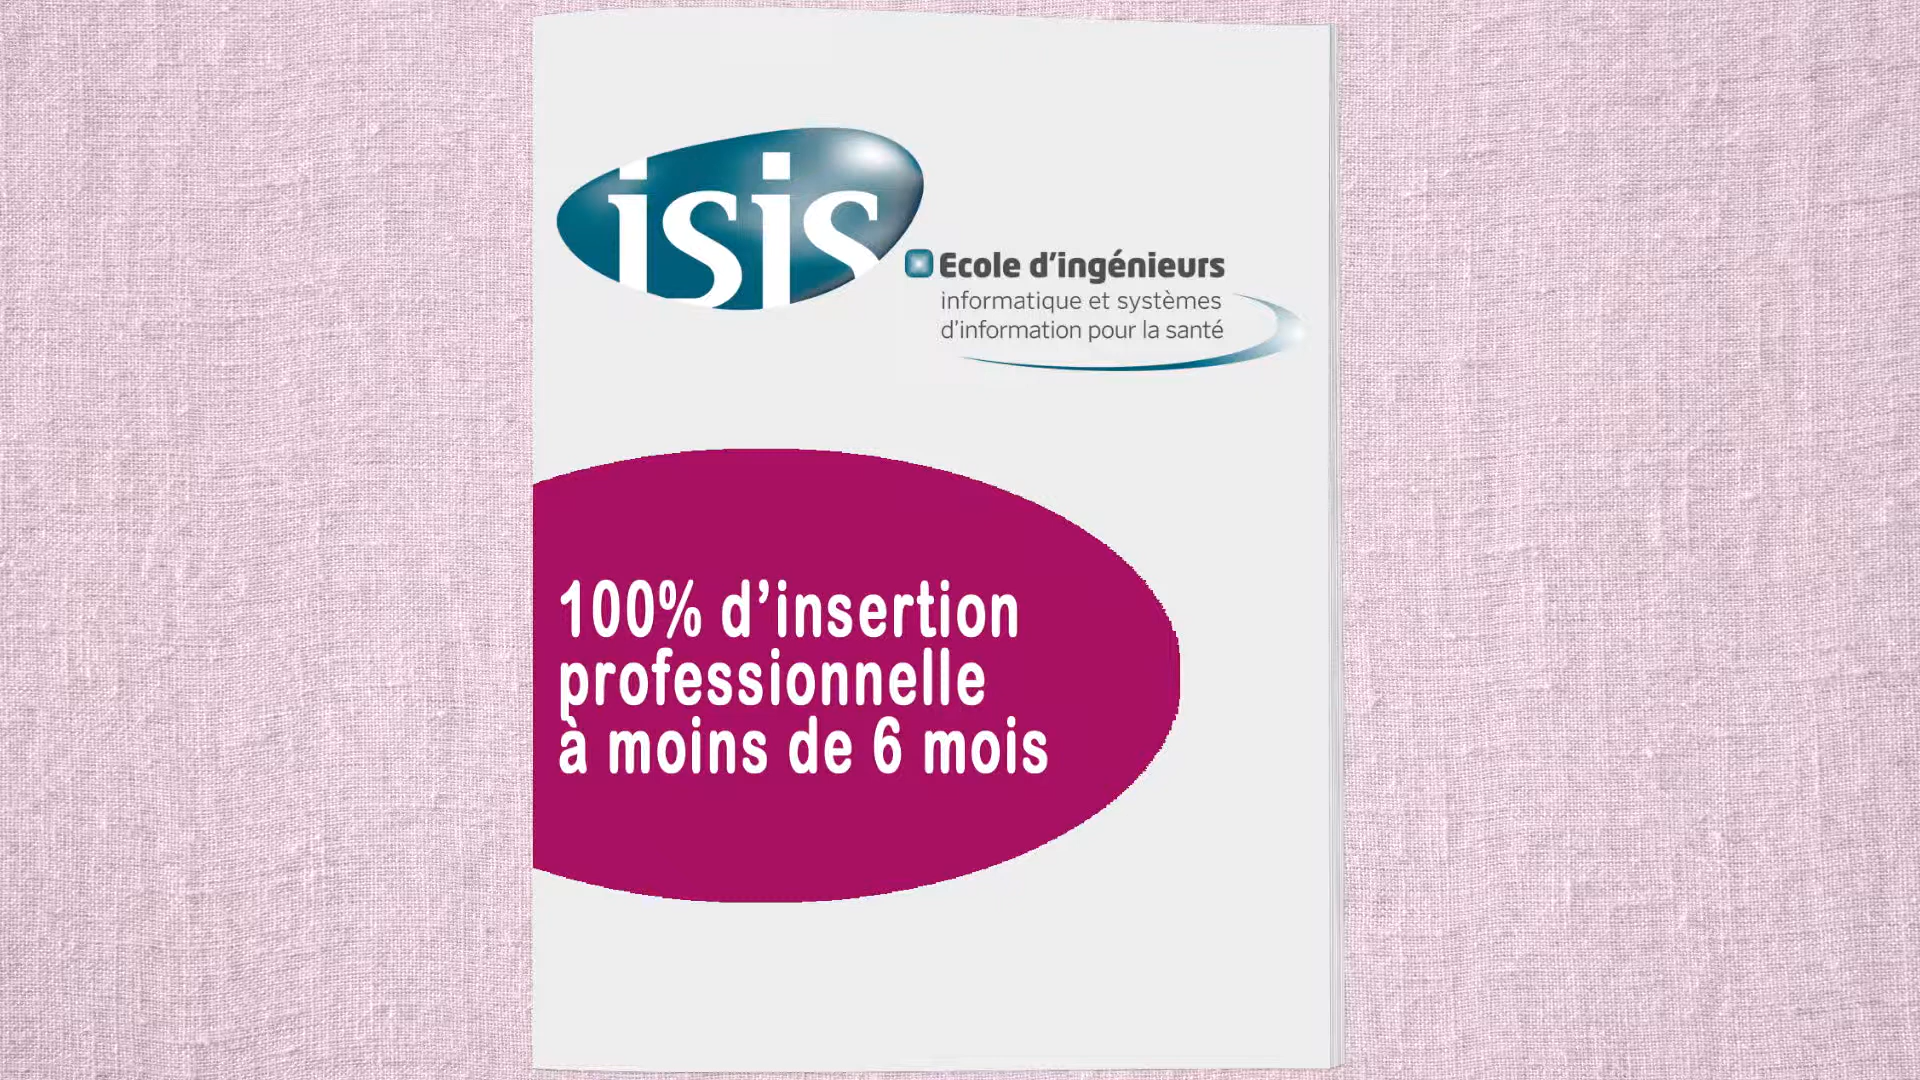 isis
Ecole d'ingénieurs
informatique et systèmes
d'information pour la santé
100% d’insertion
professionnelle
à moins de 6 mois